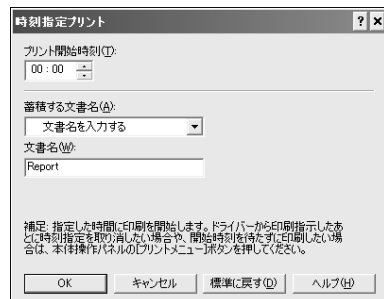 時刻指定プリント
プリント開始時刻(T):
00:00
蓄積する文書名(A):
文書名を入力する
文書名(W):
Report
補足: 指定した時間に印刷を開始します。ドライバーから印刷指示したあ
とに時刻指定を取り消したい場合や、開始時刻を待たずに印刷したい場
合は、本体操作パネルの[プリントメニュー]ボタンを押してください。
OK キャンセル 標準に戻す(D) ヘルプ(H)